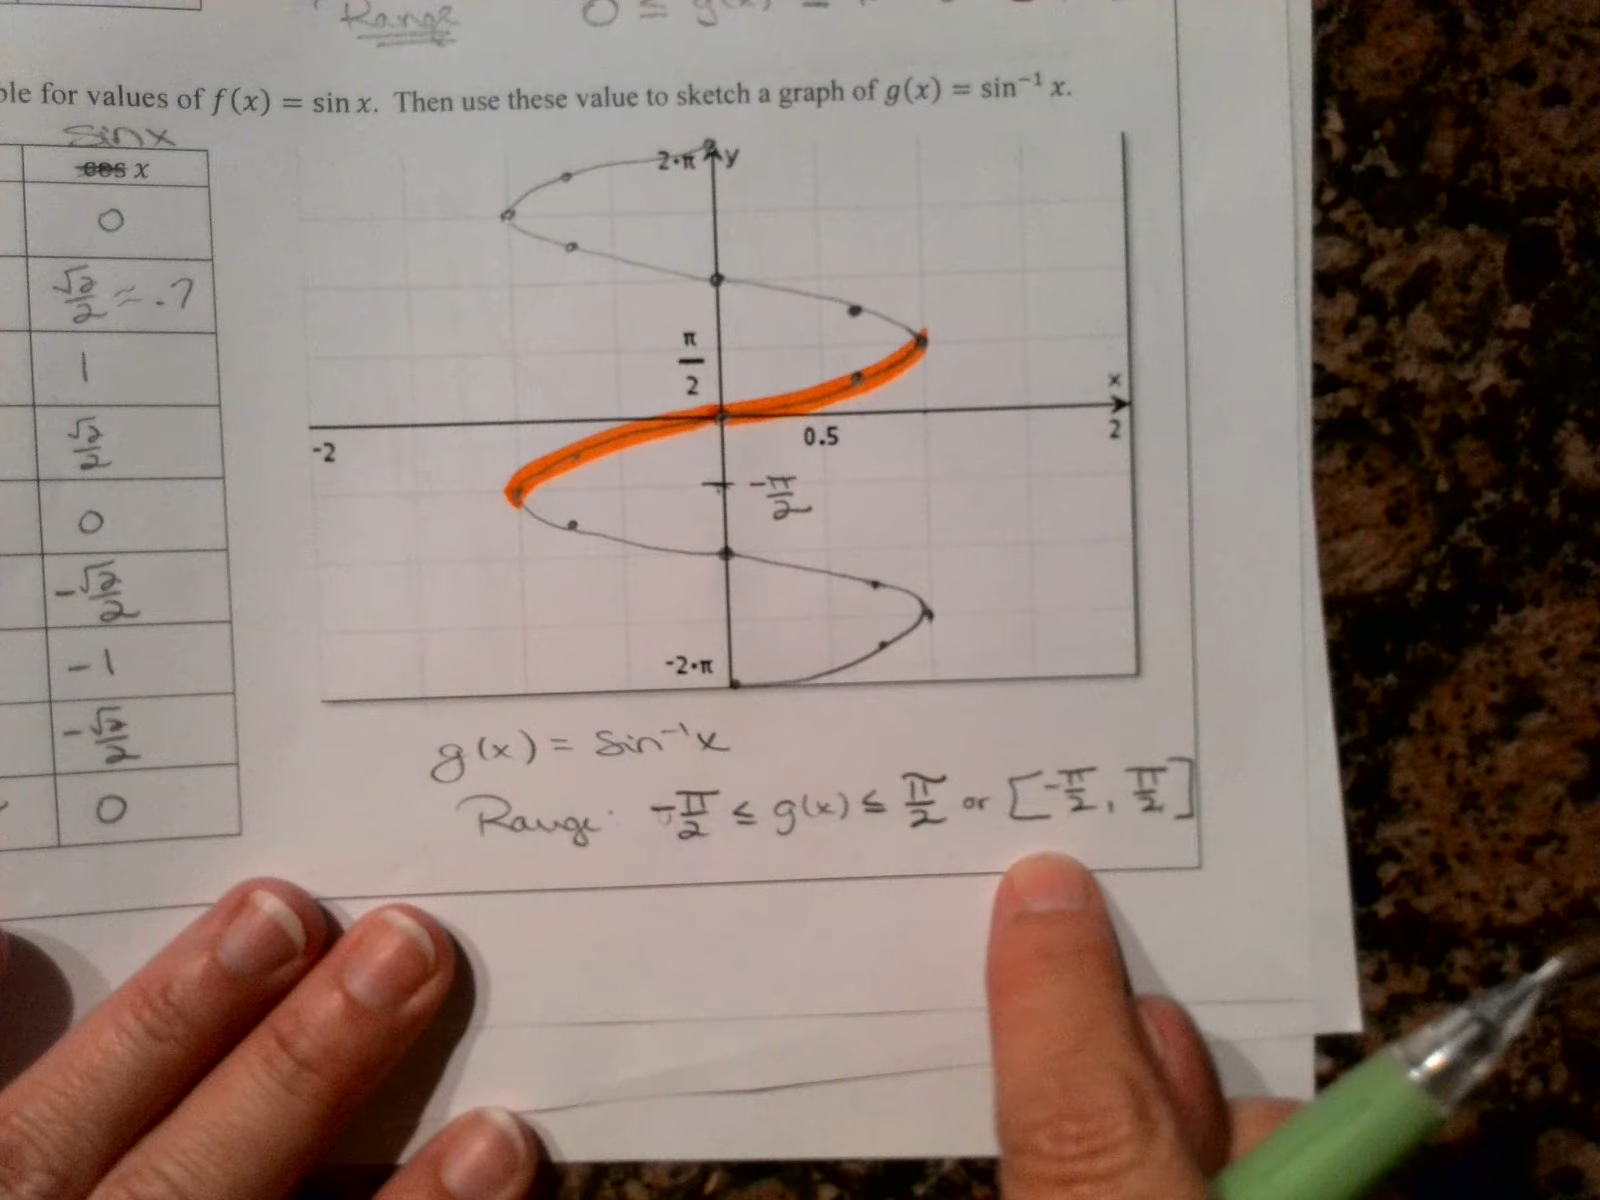 Range 0 ≤ g(x) ≤
for values of f(x) = sin x. Then use these value to sketch a graph of g(x) = sin⁻¹ x.
sin x
cos x
0
√2/2 ≈ .7
1
√2/2
0
-√2/2
-1
-√2/2
0
2·π y
π/2
x
-2 0.5 2
-π/2
-2·π
g(x) = sin⁻¹x
Range: -π/2 ≤ g(x) ≤ π/2 or [-π/2, π/2]